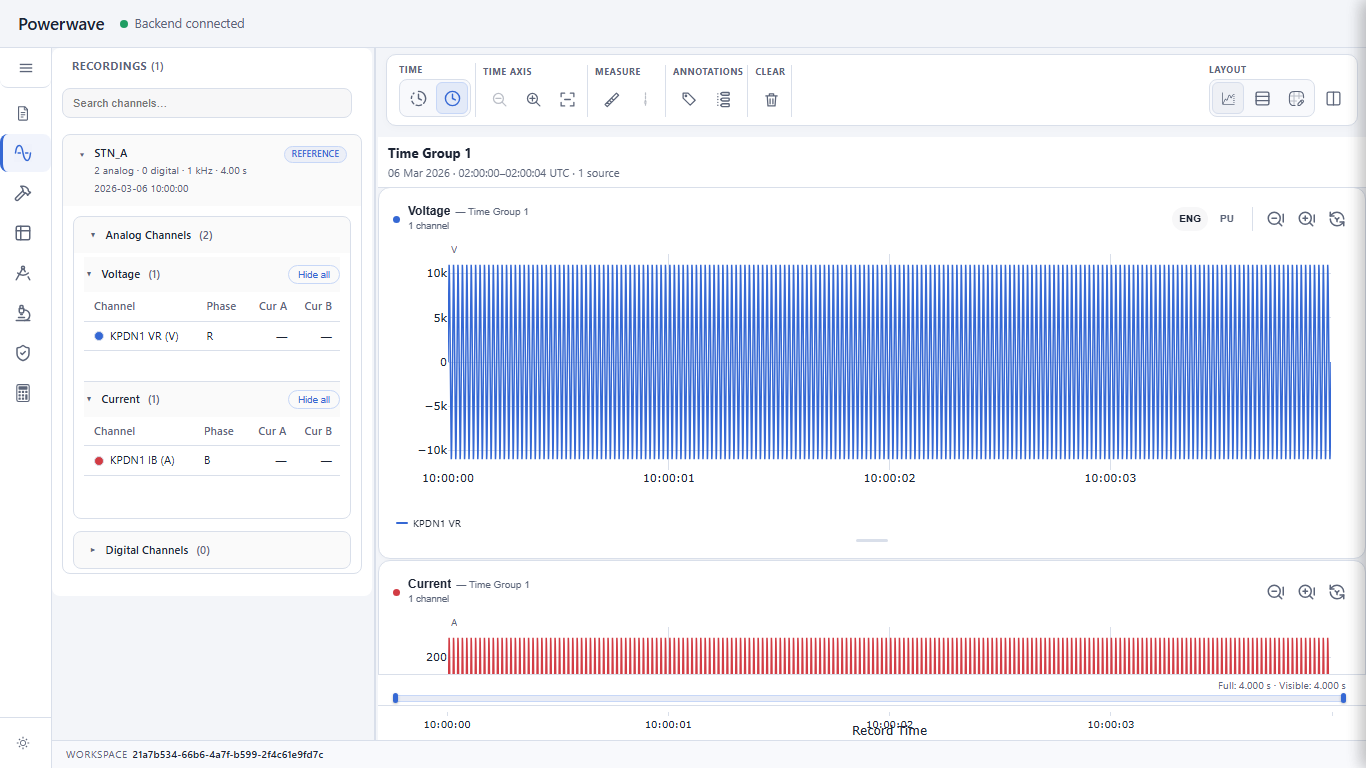 Powerwave
Backend connected
RECORDINGS (1)
Search channels...
STN_A
REFERENCE
2 analog · 0 digital · 1 kHz · 4.00 s
2026-03-06 10:00:00
Analog Channels (2)
Voltage (1)
Hide all
Channel Phase Cur A Cur B
KPDN1 VR (V) R — —
Current (1)
Hide all
Channel Phase Cur A Cur B
KPDN1 IB (A) B — —
Digital Channels (0)
TIME
TIME AXIS
MEASURE
ANNOTATIONS
CLEAR
LAYOUT
Time Group 1
06 Mar 2026 · 02:00:00–02:00:04 UTC · 1 source
Voltage — Time Group 1
1 channel
ENG PU
V
10k
5k
0
−5k
−10k
10:00:00 10:00:01 10:00:02 10:00:03
KPDN1 VR
Current — Time Group 1
1 channel
A
200
Full: 4.000 s · Visible: 4.000 s
10:00:00 10:00:01 10:00:02 10:00:03
Record Time
WORKSPACE 21a7b534-66b6-4a7f-b599-2f4c61e9fd7c